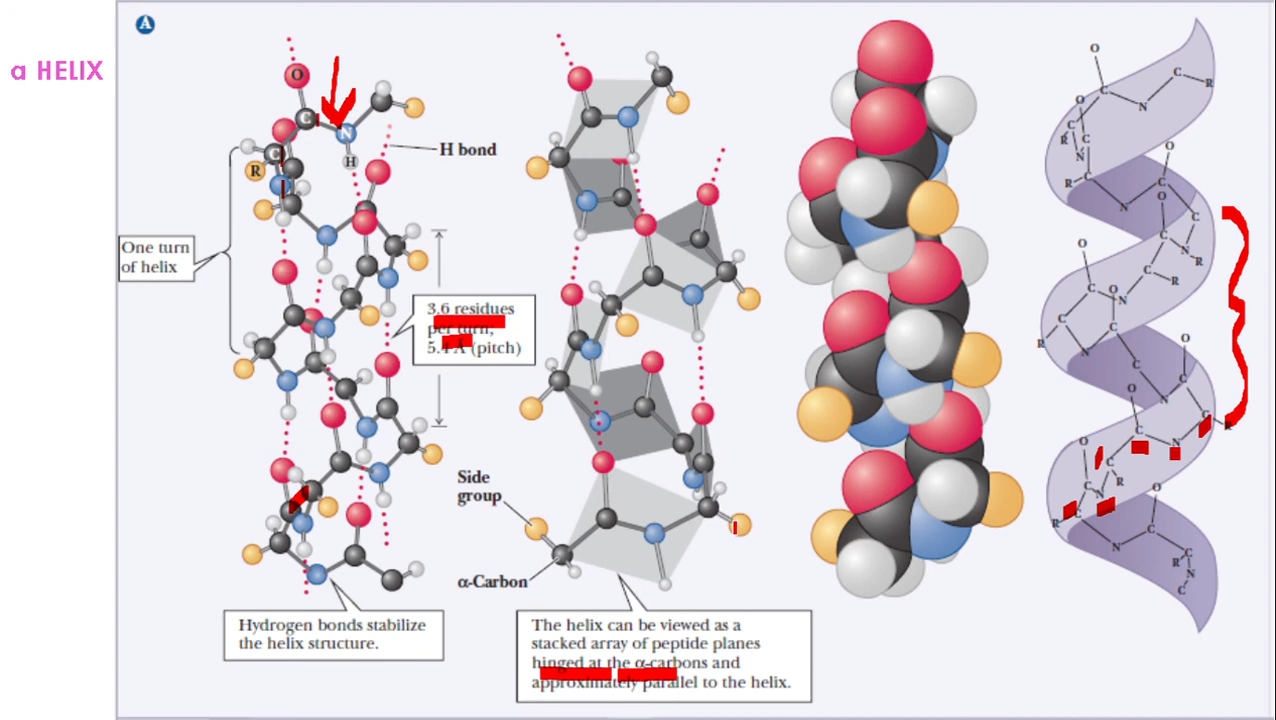 A
α HELIX
O
C
N
H
C
R
H bond
One turn
of helix
3.6 residues
per turn;
5.4 Å (pitch)
Side
group
α-Carbon
Hydrogen bonds stabilize
the helix structure.
The helix can be viewed as a
stacked array of peptide planes
hinged at the α-carbons and
approximately parallel to the helix.
O
C
R
O
C
N
C
R
N
C
R
N
O
C
O
C
C
N
R
O
C
R
C
O
N
R
C
N
C
O
C
N
O
C
C
N
R
O
C
R
C
N
R
C
O
N
C
C
R
N
C